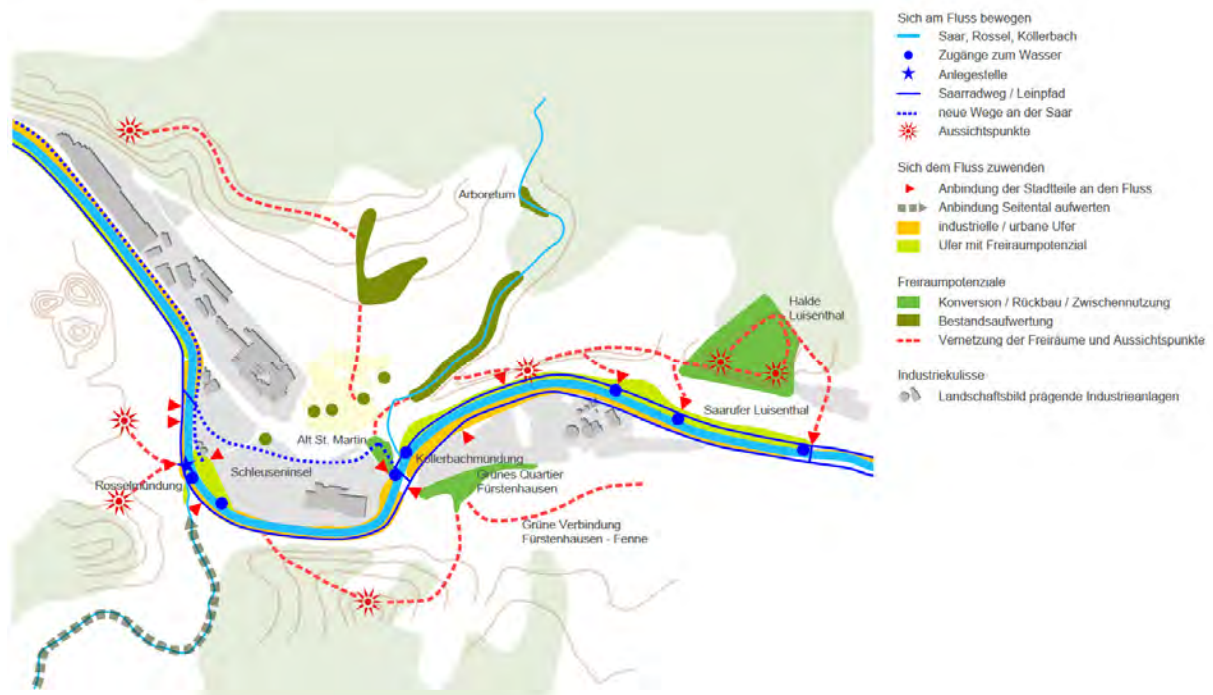 Sich am Fluss bewegen
Saar, Rossel, Köllerbach
Zugänge zum Wasser
Anlegestelle
Saarradweg / Leinpfad
neue Wege an der Saar
Aussichtspunkte
Sich dem Fluss zuwenden
Anbindung der Stadtteile an den Fluss
Anbindung Seitental aufwerten
industrielle / urbane Ufer
Ufer mit Freiraumpotenzial
Freiraumpotenziale
Konversion / Rückbau / Zwischennutzung
Bestandsaufwertung
Vernetzung der Freiräume und Aussichtspunkte
Industriekulisse
Landschaftsbild prägende Industrieanlagen
Arboretum
Halde
Luisenthal
Saarufer Luisenthal
Alt St. Martin
Köllerbachmündung
Schleuseninsel
Rosselmündung
Grünes Quartier
Fürstenhausen
Grüne Verbindung
Fürstenhausen - Fenne